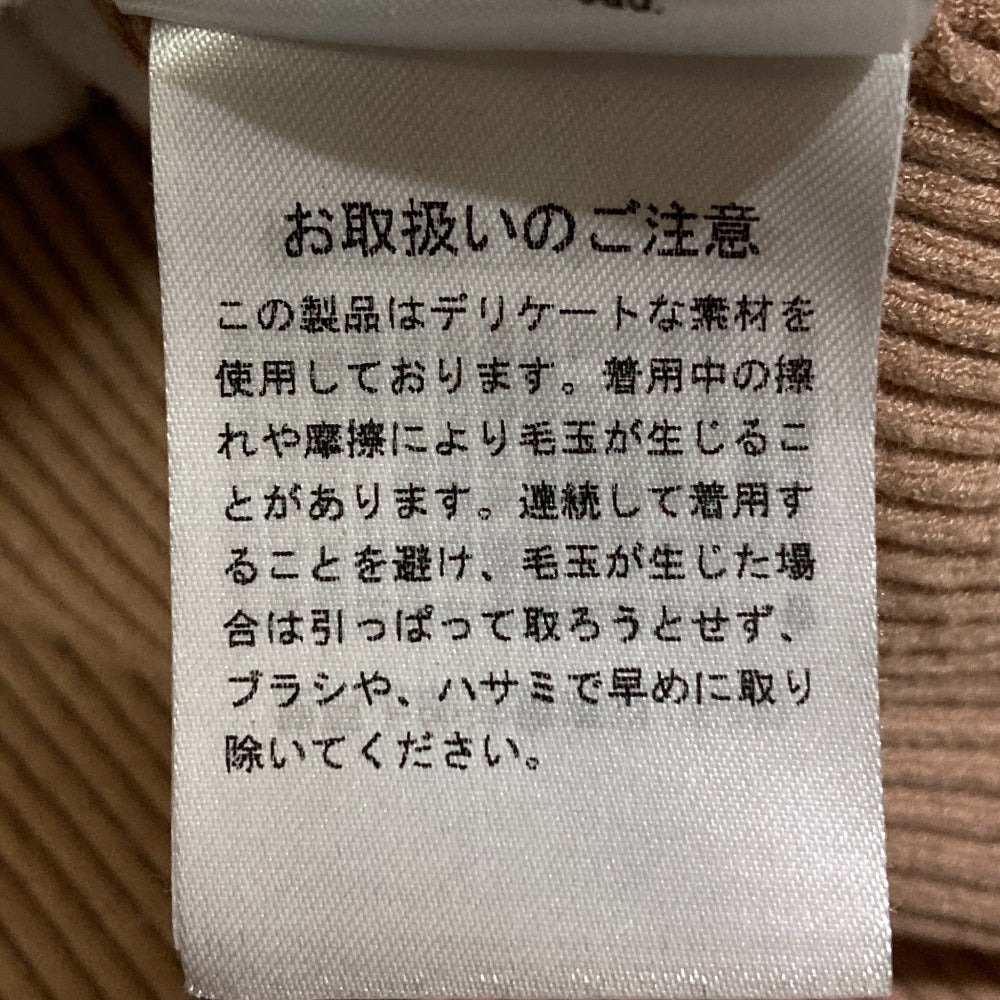 お取扱いのご注意
この製品はデリケートな素材を
使用しております。着用中の擦
れや摩擦により毛玉が生じるこ
とがあります。連続して着用す
ることを避け、毛玉が生じた場
合は引っぱって取ろうとせず、
ブラシや、ハサミで早めに取り
除いてください。